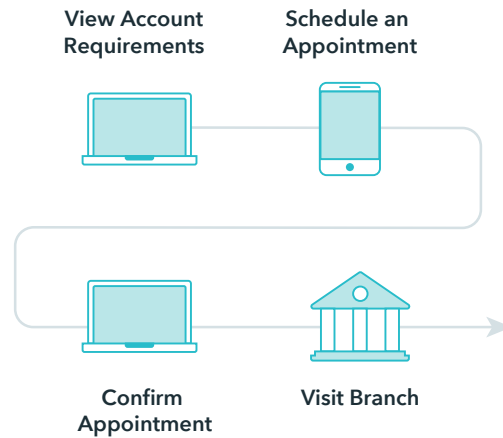 View Account
Requirements
Schedule an
Appointment
Confirm
Appointment
Visit Branch